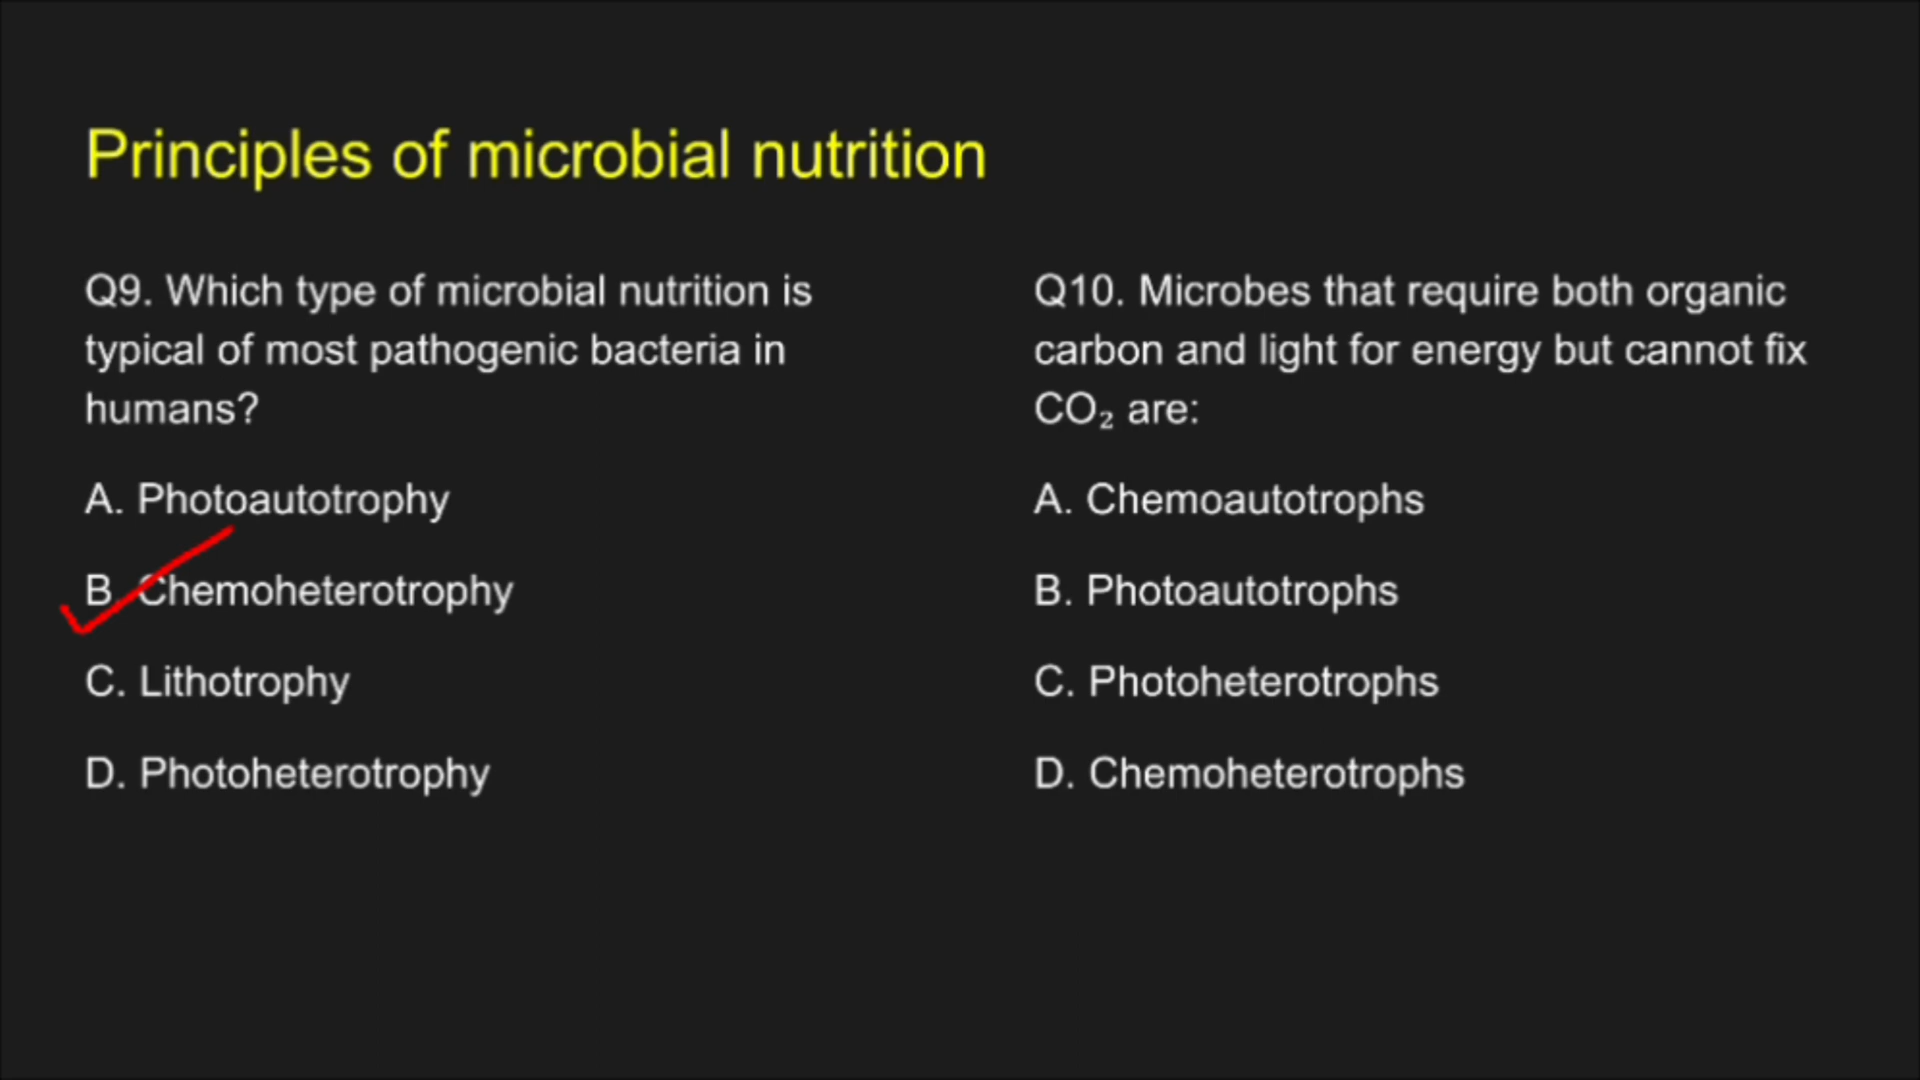 Principles of microbial nutrition
Q9. Which type of microbial nutrition is
typical of most pathogenic bacteria in
humans?
A. Photoautotrophy
B. Chemoheterotrophy
C. Lithotrophy
D. Photoheterotrophy
Q10. Microbes that require both organic
carbon and light for energy but cannot fix
CO₂ are:
A. Chemoautotrophs
B. Photoautotrophs
C. Photoheterotrophs
D. Chemoheterotrophs